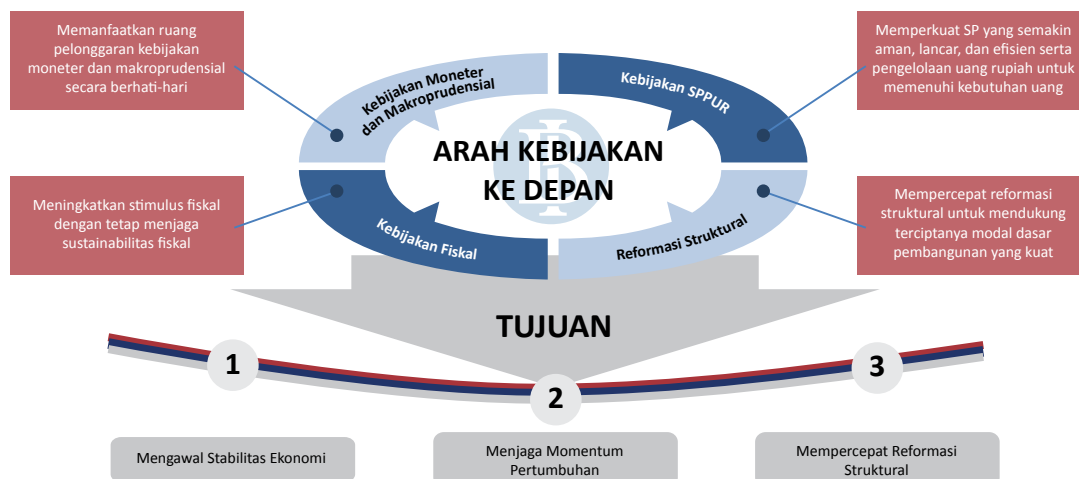 Memanfaatkan ruang
pelonggaran kebijakan
moneter dan makroprudensial
secara berhati-hari
Memperkuat SP yang semakin
aman, lancar, dan efisien serta
pengelolaan uang rupiah untuk
memenuhi kebutuhan uang
Kebijakan Moneter
dan Makroprudensial
Kebijakan SPPUR
ARAH KEBIJAKAN
KE DEPAN
Meningkatkan stimulus fiskal
dengan tetap menjaga
sustainabilitas fiskal
Mempercepat reformasi
struktural untuk mendukung
terciptanya modal dasar
pembangunan yang kuat
Kebijakan Fiskal
Reformasi Struktural
TUJUAN
1
2
3
Mengawal Stabilitas Ekonomi
Menjaga Momentum
Pertumbuhan
Mempercepat Reformasi
Struktural